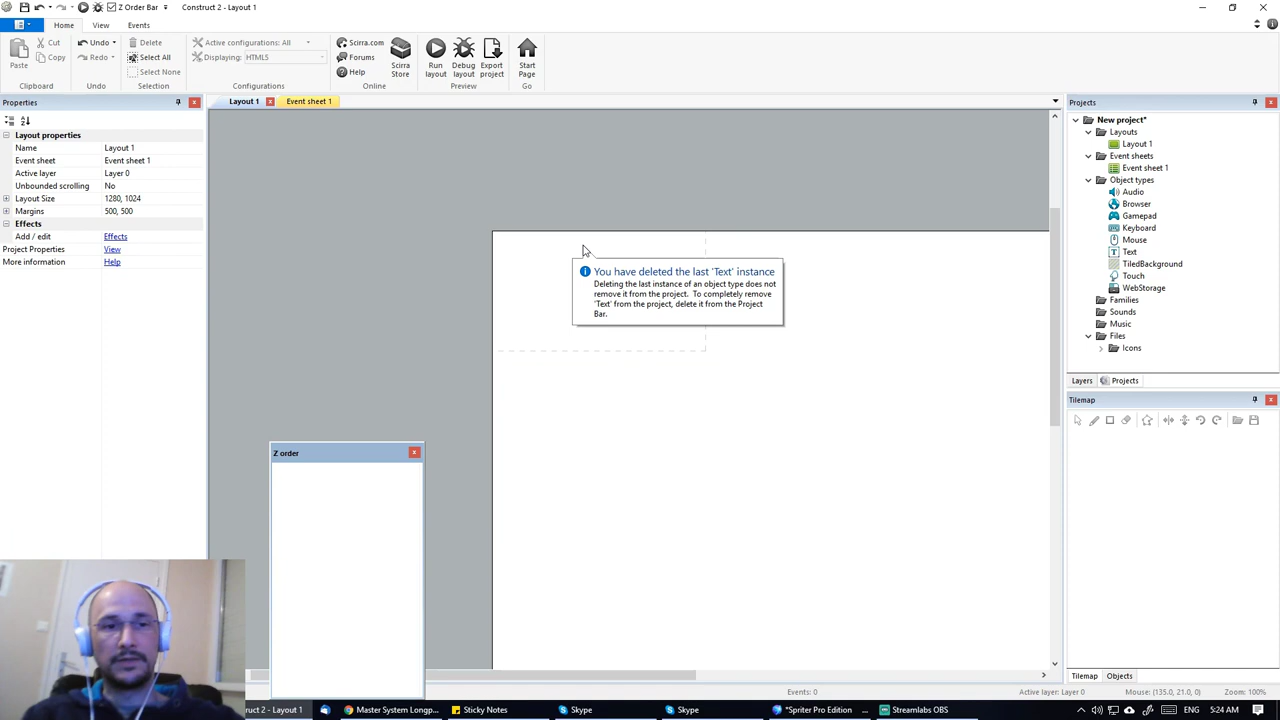 Z Order Bar
Construct 2 - Layout 1
Home
View
Events
Paste
Cut
Copy
Clipboard
Undo
Redo
Undo
Delete
Select All
Select None
Selection
Active configurations: All
Displaying: HTML5
Configurations
Scirra.com
Forums
Help
Scirra Store
Online
Run layout
Debug layout
Export project
Preview
Start Page
Go
Properties
Layout properties
Name Layout 1
Event sheet Event sheet 1
Active layer Layer 0
Unbounded scrolling No
Layout Size 1280, 1024
Margins 500, 500
Effects
Add / edit Effects
Project Properties View
More information Help
Layout 1
Event sheet 1
You have deleted the last 'Text' instance
Deleting the last instance of an object type does not
remove it from the project. To completely remove
'Text' from the project, delete it from the Project
Bar.
Z order
Projects
New project*
Layouts
Layout 1
Event sheets
Event sheet 1
Object types
Audio
Browser
Gamepad
Keyboard
Mouse
Text
TiledBackground
Touch
WebStorage
Families
Sounds
Music
Files
Icons
Layers
Projects
Tilemap
Tilemap
Objects
Events: 0
Active layer: Layer 0
Mouse: (135.0, 21.0, 0)
Zoom: 100%
uct 2 - Layout 1
Master System Longp...
Sticky Notes
Skype
Skype
*Spriter Pro Edition ...
Streamlabs OBS
ENG
5:24 AM